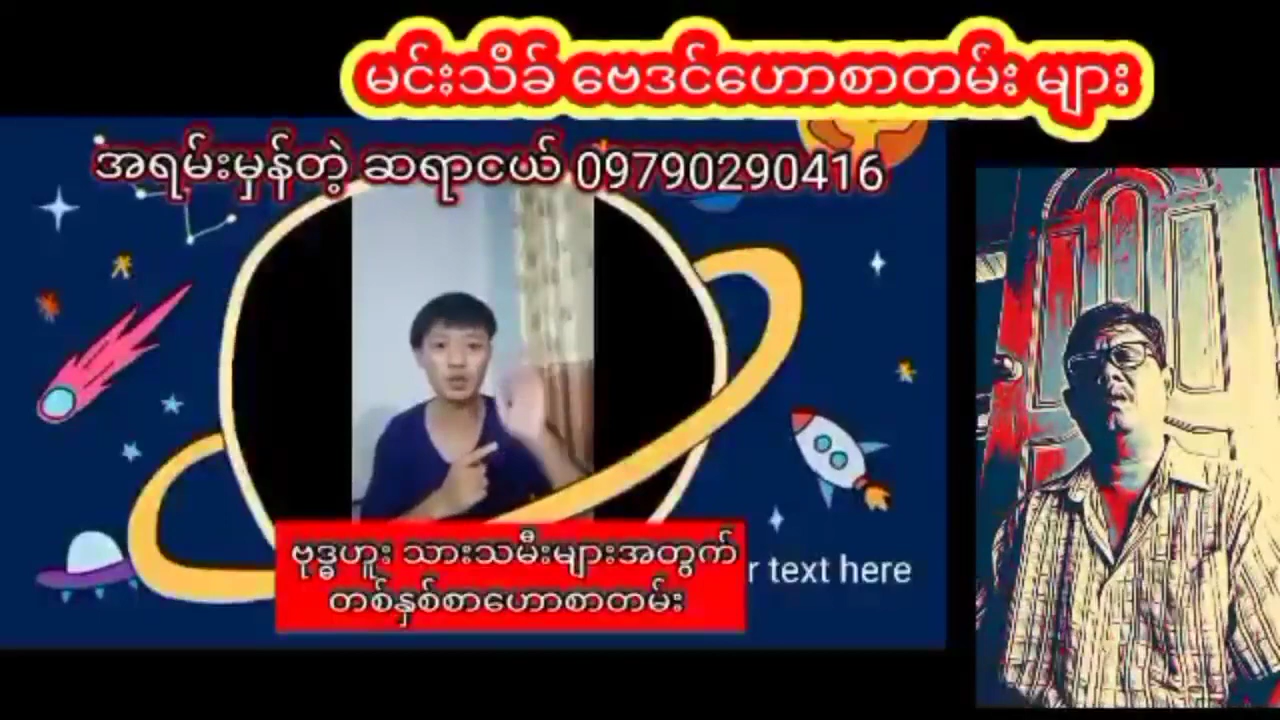 မင်းသိခ် ဗေဒင်ဟောစာတမ်း များ
အရမ်းမှန်တဲ့ ဆရာငယ် 09790290416
ဗုဒ္ဓဟူး သားသမီးများအတွက်
တစ်နှစ်စာဟောစာတမ်း
r text here